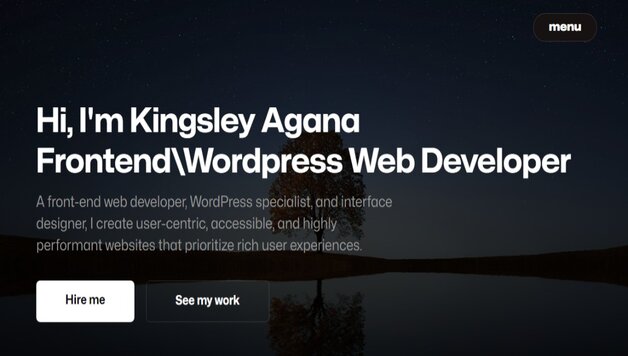 menu
Hi, I'm Kingsley Agana
Frontend\Wordpress Web Developer
A front-end web developer, WordPress specialist, and interface
designer, I create user-centric, accessible, and highly
performant websites that prioritize rich user experiences.
Hire me
See my work